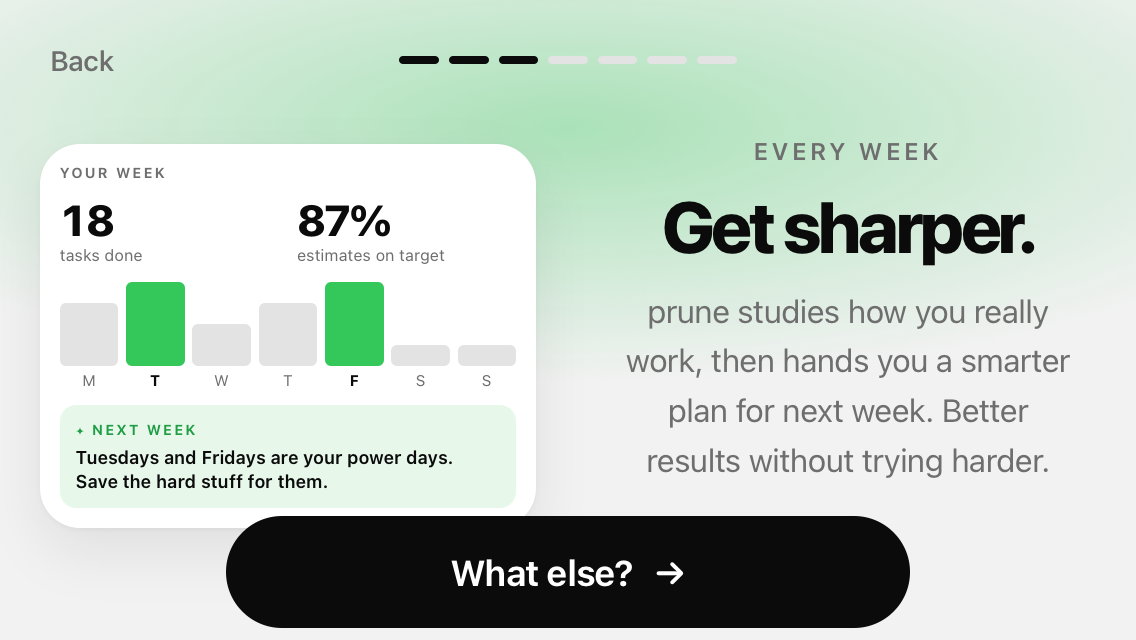 Back
YOUR WEEK
18
87%
tasks done
estimates on target
M T W T F S S
✦ NEXT WEEK
Tuesdays and Fridays are your power days.
Save the hard stuff for them.
EVERY WEEK
Get sharper.
prune studies how you really
work, then hands you a smarter
plan for next week. Better
results without trying harder.
What else? →